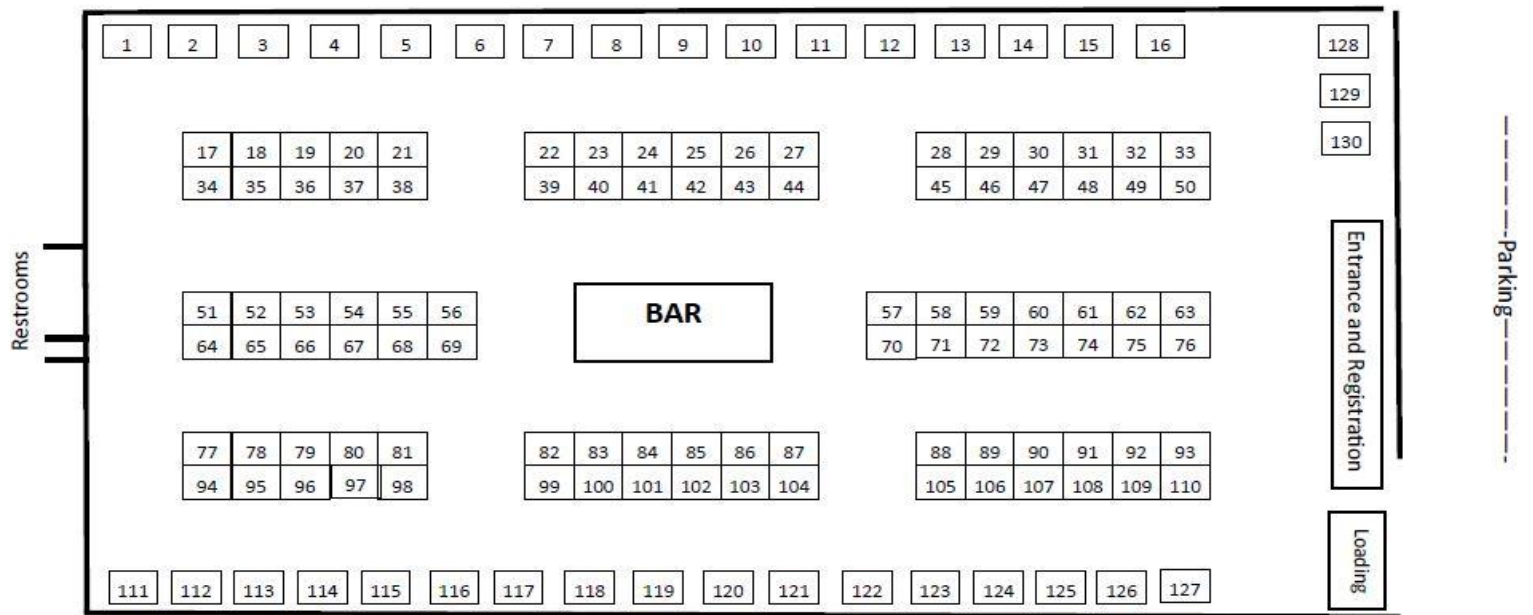 1 2 3 4 5 6 7 8 9 10 11 12 13 14 15 16 128
129
130
17 18 19 20 21 22 23 24 25 26 27 28 29 30 31 32 33
34 35 36 37 38 39 40 41 42 43 44 45 46 47 48 49 50
Restrooms
51 52 53 54 55 56 BAR 57 58 59 60 61 62 63
64 65 66 67 68 69 70 71 72 73 74 75 76
Entrance and Registration
-----Parking-------
77 78 79 80 81 82 83 84 85 86 87 88 89 90 91 92 93
94 95 96 97 98 99 100 101 102 103 104 105 106 107 108 109 110
Loading
111 112 113 114 115 116 117 118 119 120 121 122 123 124 125 126 127